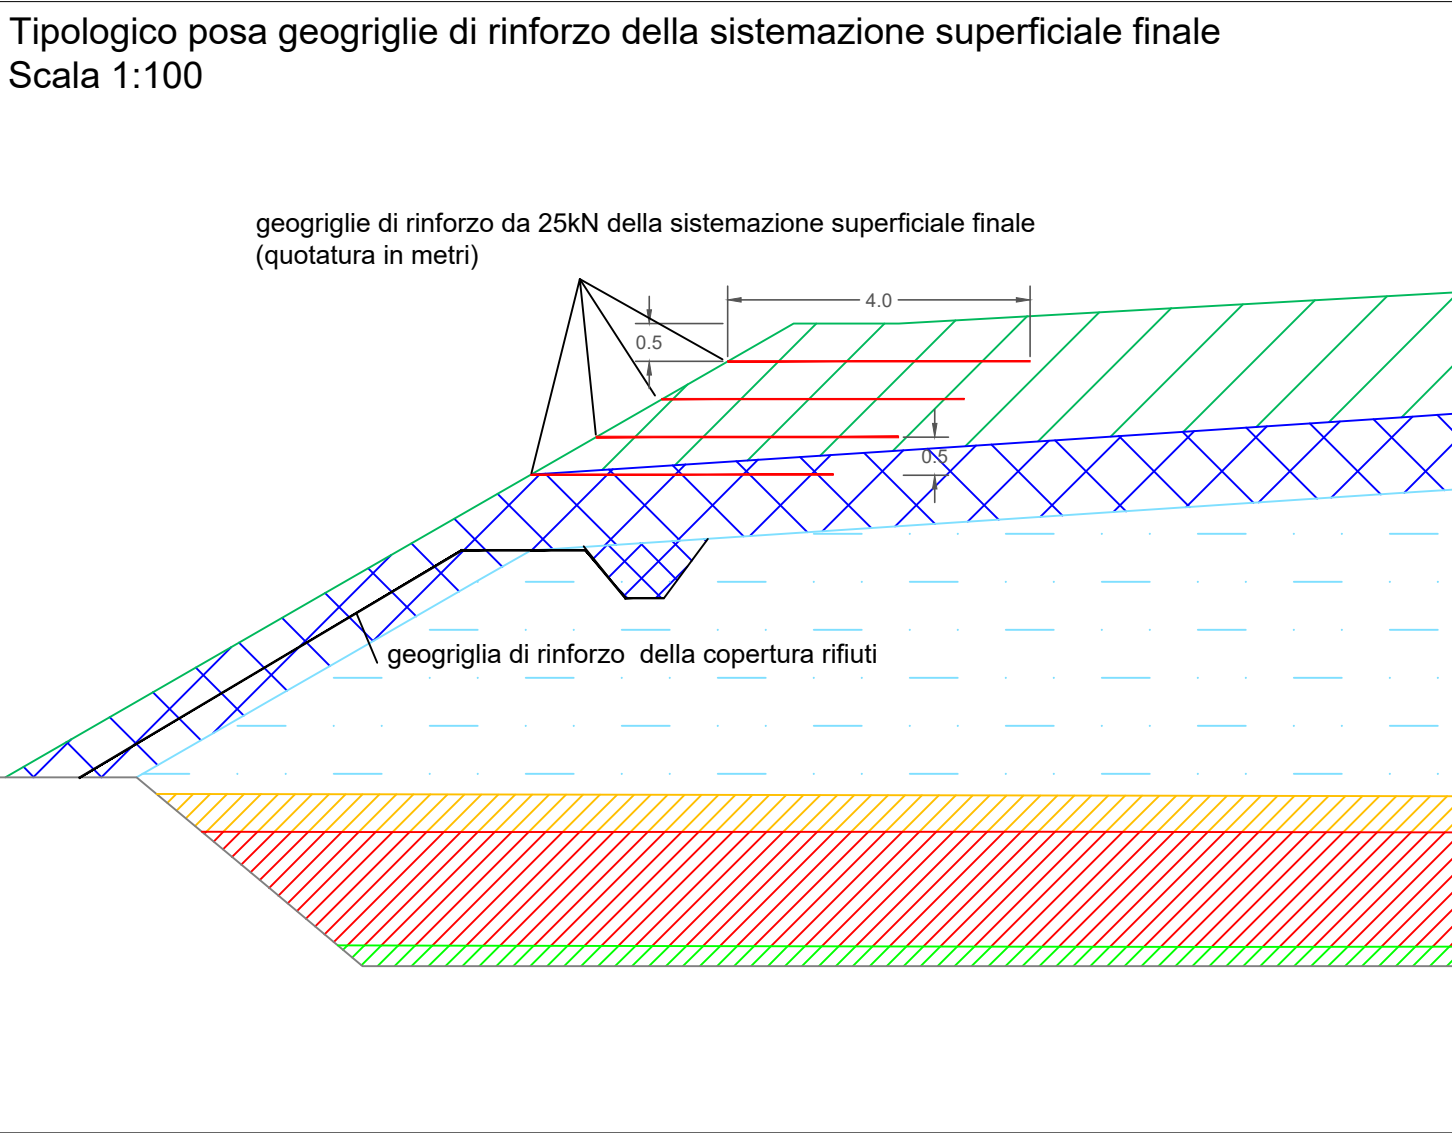 Tipologico posa geogriglie di rinforzo della sistemazione superficiale finale
Scala 1:100
geogriglie di rinforzo da 25kN della sistemazione superficiale finale
(quotatura in metri)
4.0
0.5
0.5
geogriglia di rinforzo  della copertura rifiuti